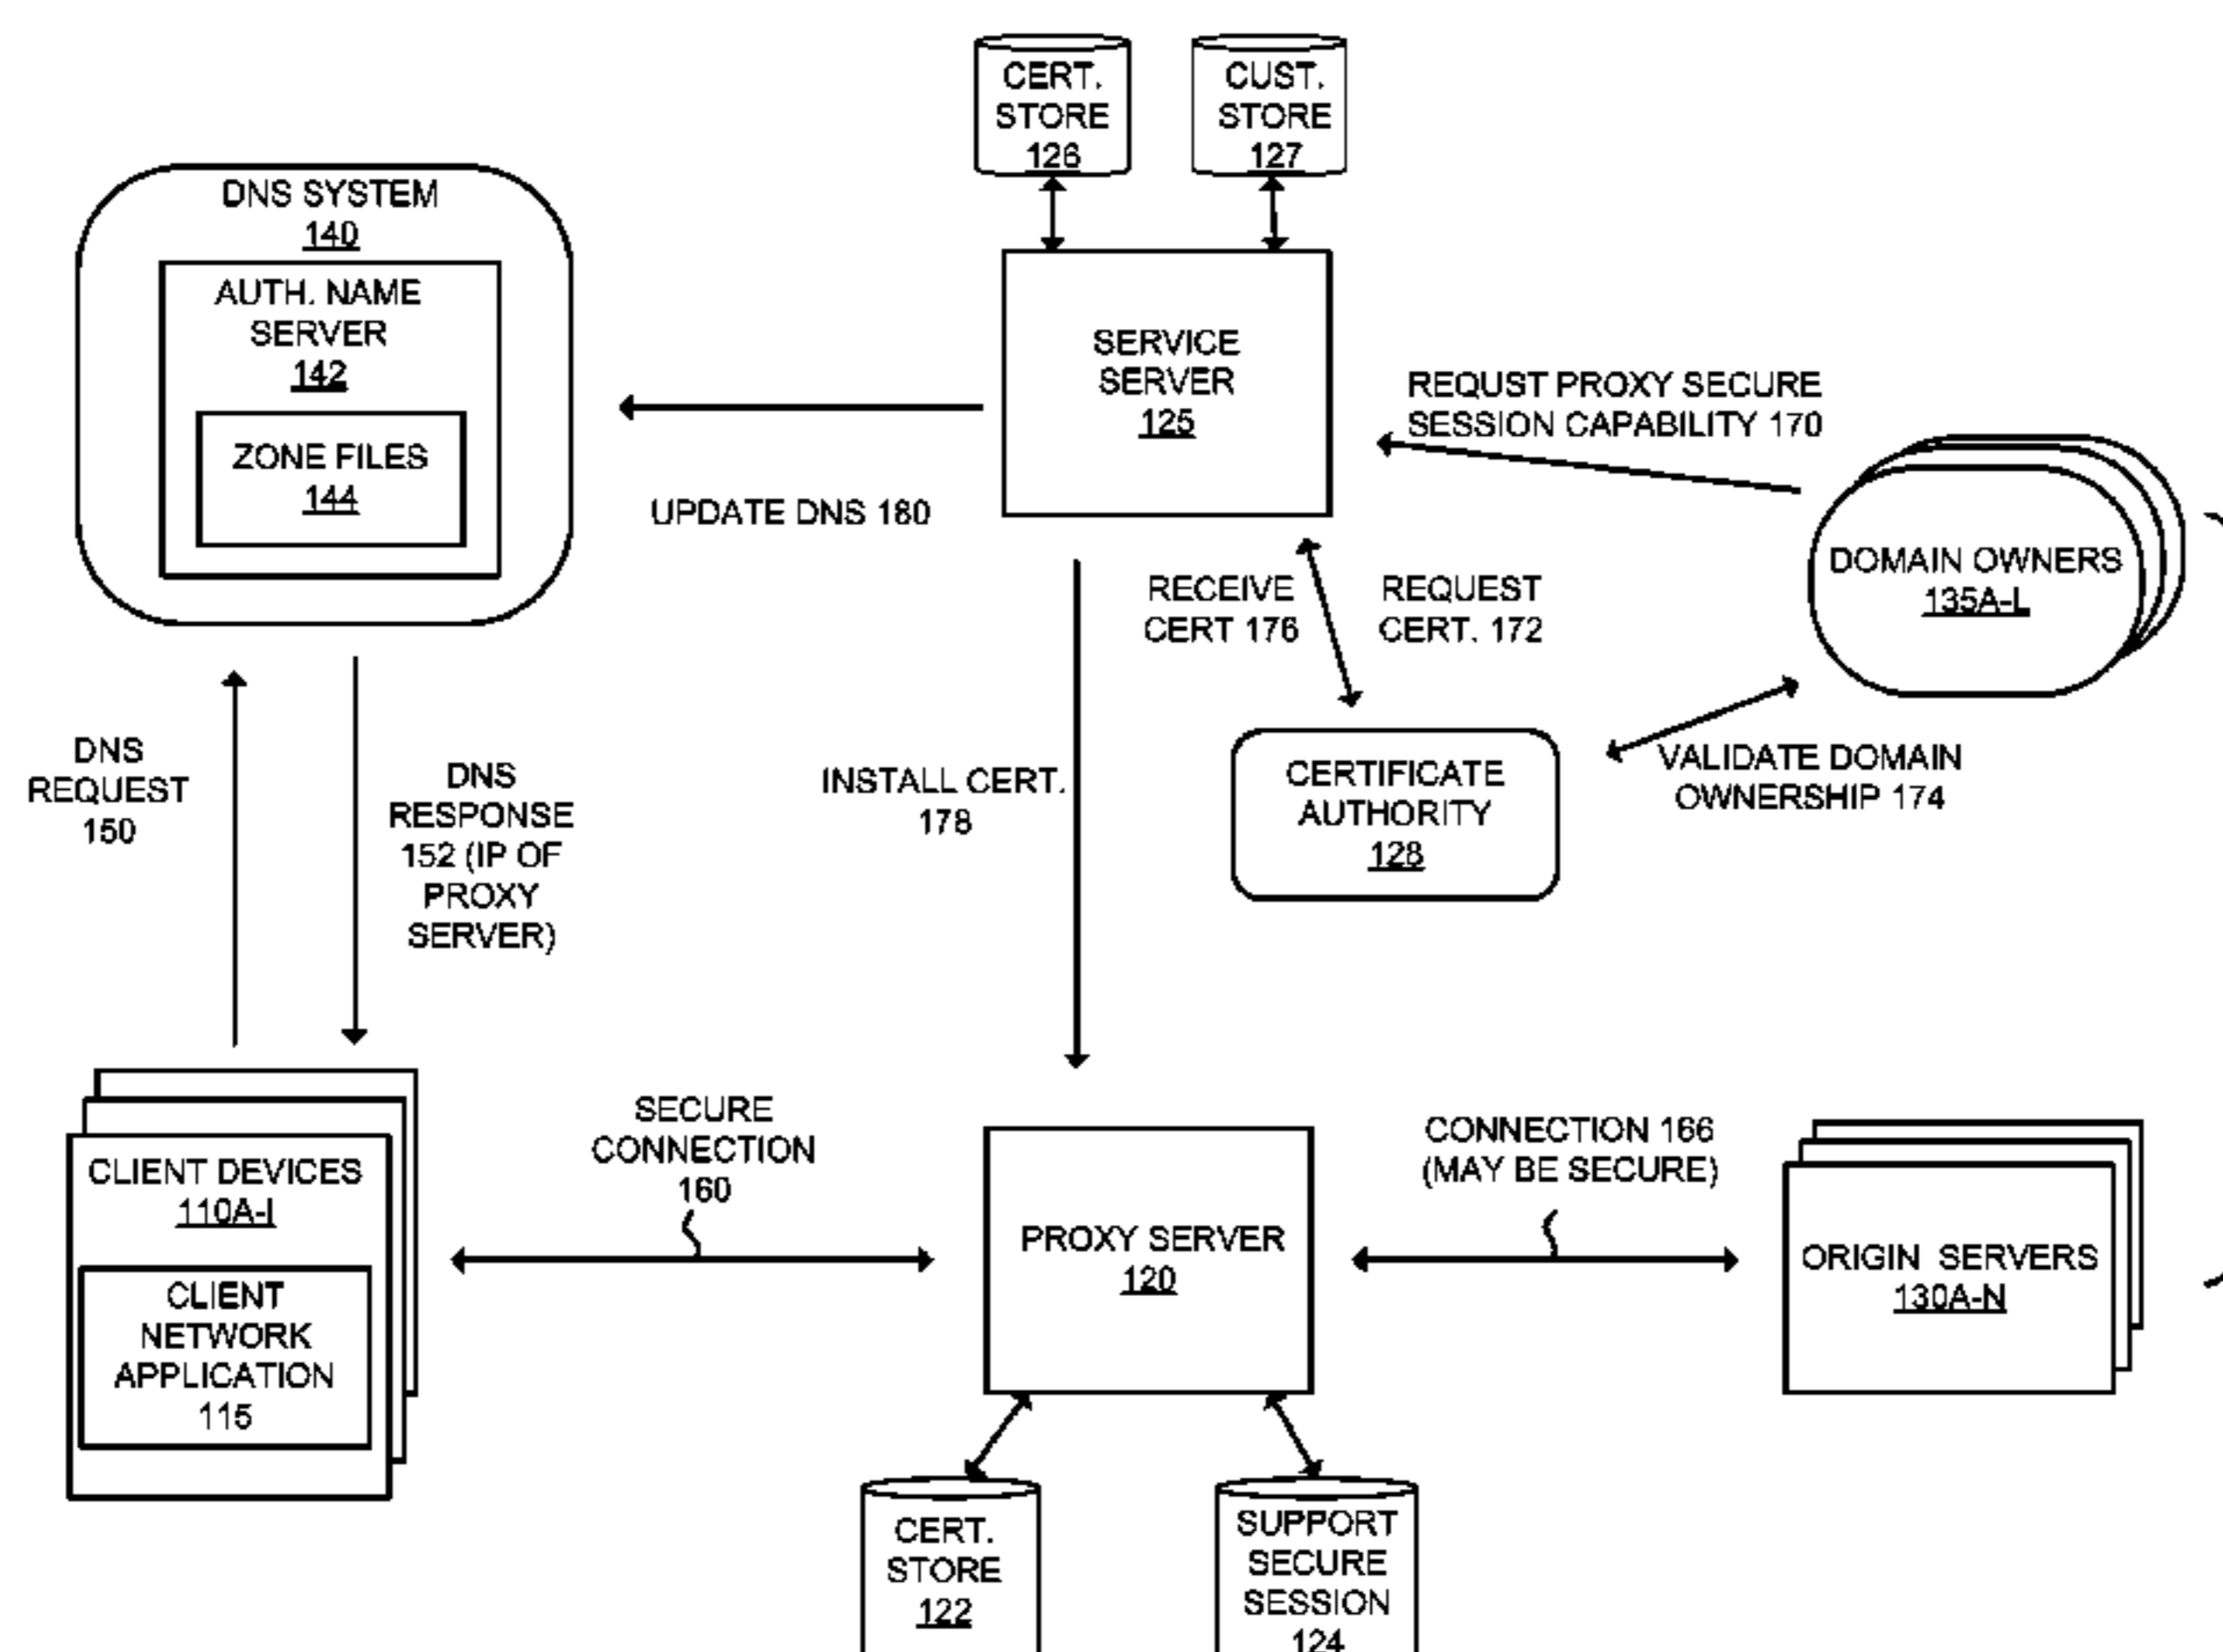 CERT.
STORE
126
CUST.
STORE
127
DNS SYSTEM
140
AUTH. NAME
SERVER
142
ZONE FILES
144
SERVICE
SERVER
125
REQUST PROXY SECURE
SESSION CAPABILITY 170
UPDATE DNS 180
DOMAIN OWNERS
135A-L
RECEIVE
CERT 176
REQUEST
CERT. 172
DNS
REQUEST
150
DNS
RESPONSE
152 (IP OF
PROXY
SERVER)
INSTALL CERT.
178
CERTIFICATE
AUTHORITY
128
VALIDATE DOMAIN
OWNERSHIP 174
CLIENT DEVICES
110A-I
CLIENT
NETWORK
APPLICATION
115
SECURE
CONNECTION
160
PROXY SERVER
120
CONNECTION 166
(MAY BE SECURE)
ORIGIN SERVERS
130A-N
CERT.
STORE
122
SUPPORT
SECURE
SESSION
124